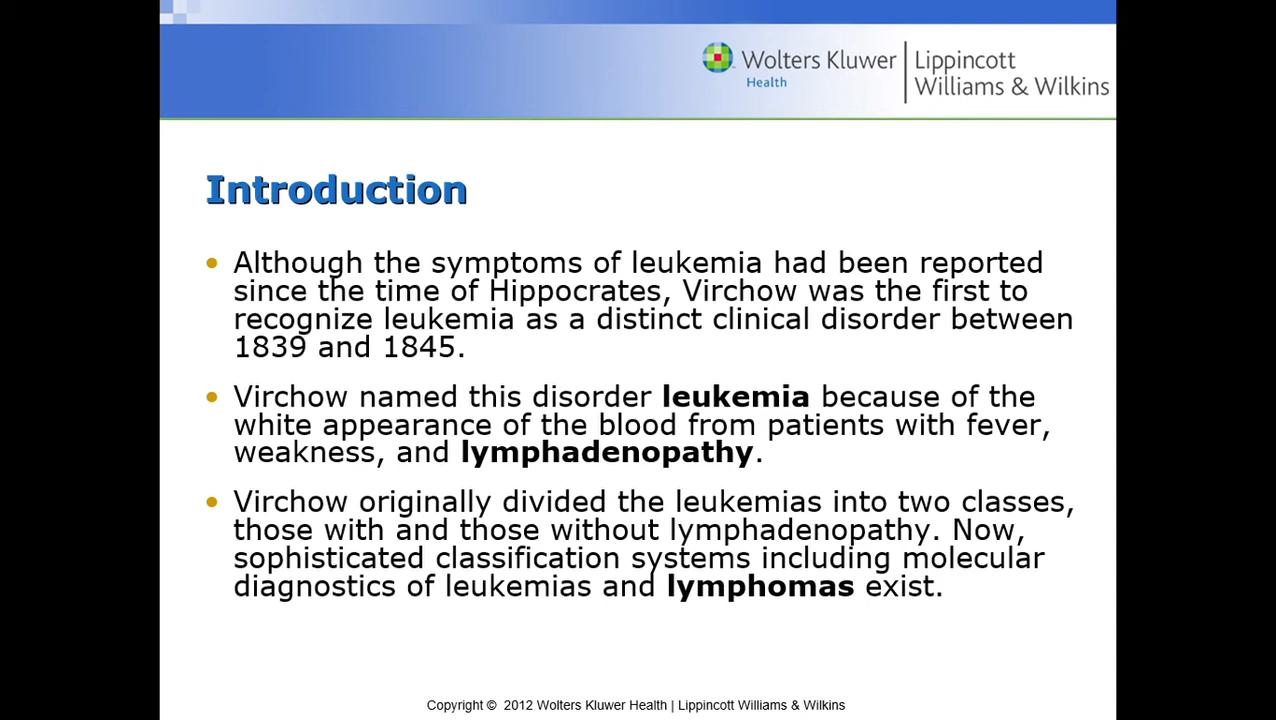 Wolters Kluwer
Health
Lippincott
Williams & Wilkins
Introduction
• Although the symptoms of leukemia had been reported
since the time of Hippocrates, Virchow was the first to
recognize leukemia as a distinct clinical disorder between
1839 and 1845.
• Virchow named this disorder leukemia because of the
white appearance of the blood from patients with fever,
weakness, and lymphadenopathy.
• Virchow originally divided the leukemias into two classes,
those with and those without lymphadenopathy. Now,
sophisticated classification systems including molecular
diagnostics of leukemias and lymphomas exist.
Copyright © 2012 Wolters Kluwer Health | Lippincott Williams & Wilkins